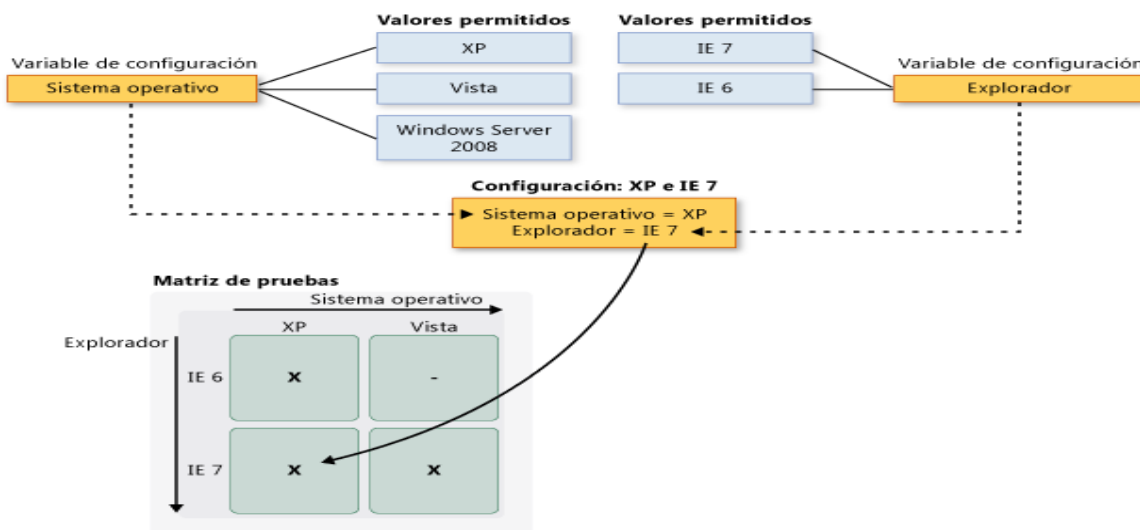 Valores permitidos
Valores permitidos
XP
IE 7
Variable de configuración
Variable de configuración
Sistema operativo
Vista
IE 6
Explorador
Windows Server
2008
Configuración: XP e IE 7
Sistema operativo = XP
Explorador = IE 7
Matriz de pruebas
Sistema operativo
XP
Vista
Explorador
IE 6
x
-
IE 7
x
x